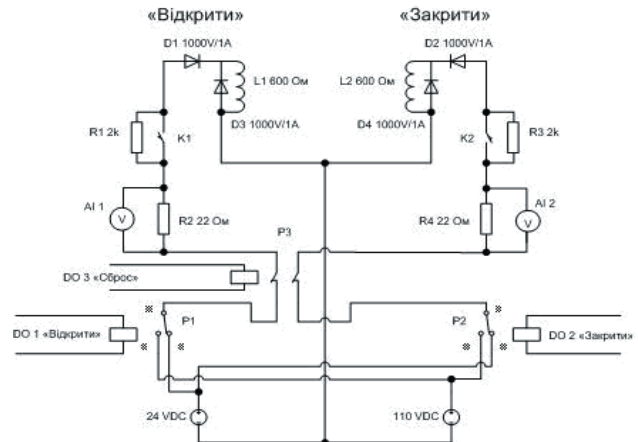 «Відкрити» «Закрити»
D1 1000V/1A D2 1000V/1A
L1 600 Ом L2 600 Ом
R1 2k K1 D3 1000V/1A D4 1000V/1A K2 R3 2k
AI 1 V R2 22 Ом P3 R4 22 Ом V AI 2
DO 3 «Сброс»
DO 1 «Відкрити» P1 P2 DO 2 «Закрити»
24 VDC 110 VDC